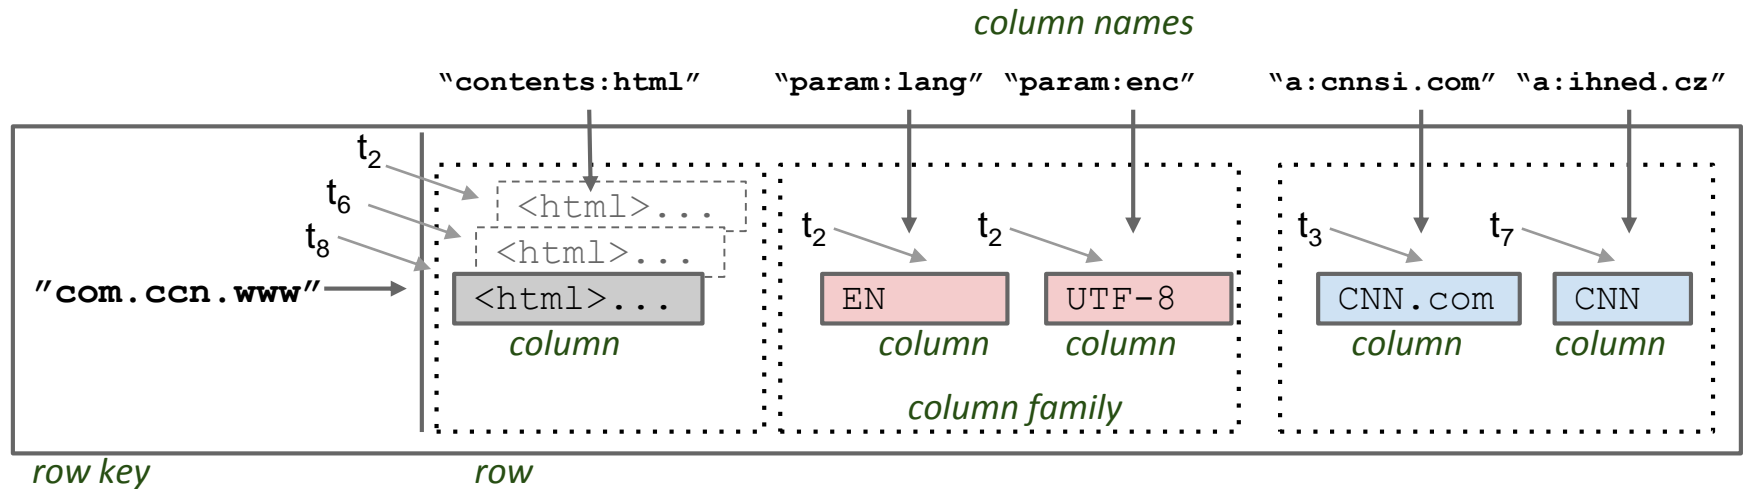 column names
“contents:html” “param:lang” “param:enc” “a:cnnsi.com” “a:ihned.cz”
t2
<html>...
t6
t2 t2 t3 t7
t8
<html>...
”com.ccn.www”
<html>... EN UTF-8 CNN.com CNN
column column column column column
column family
row key row